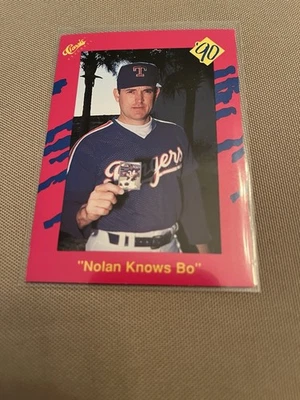 Classic
'90
T
Rangers
"Nolan Knows Bo"